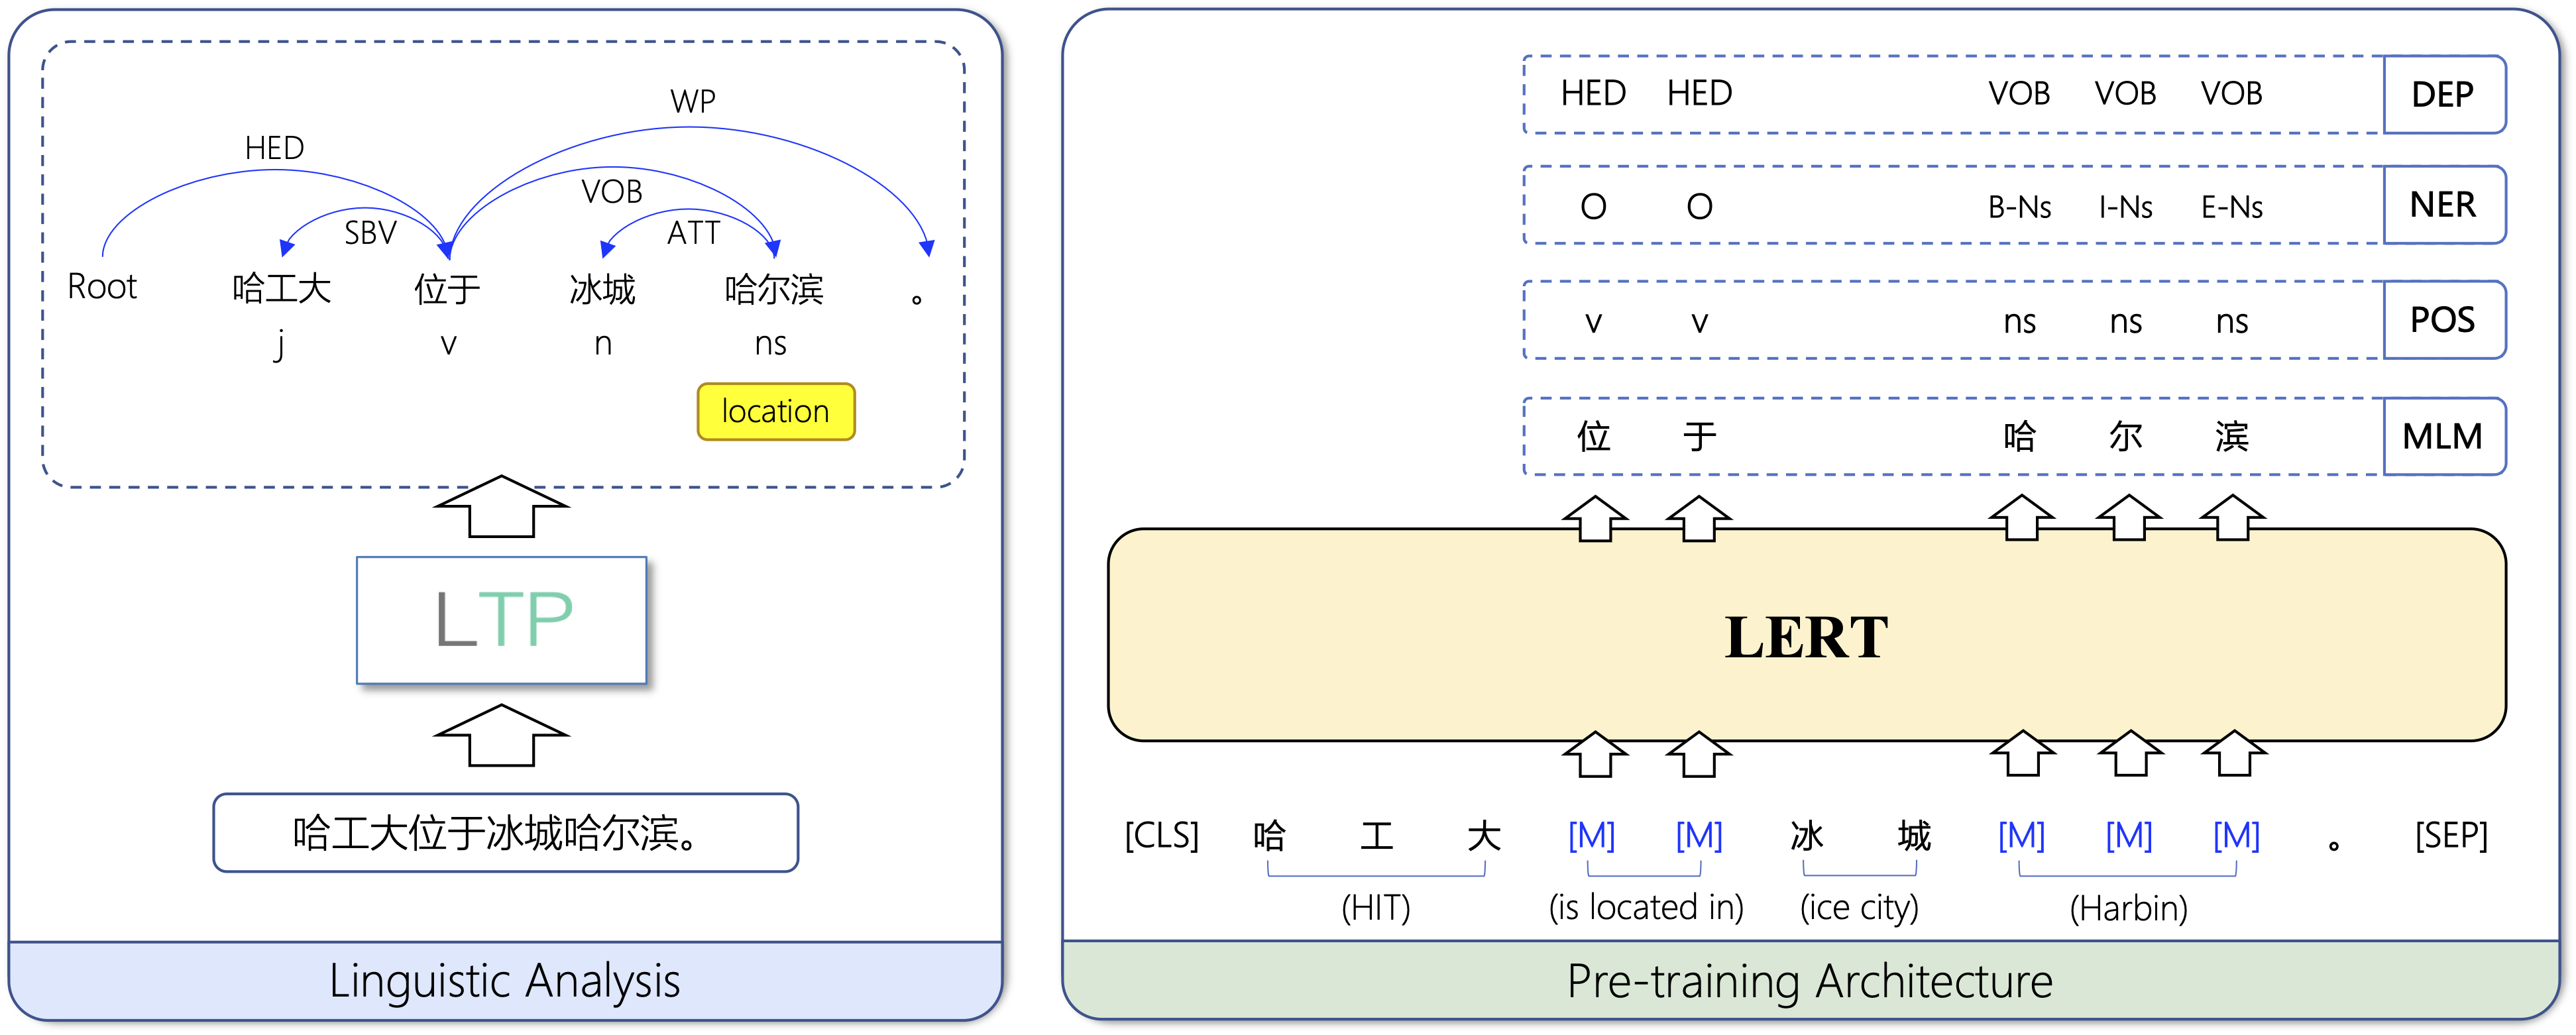 WP
HED
VOB
SBV ATT
Root 哈工大 位于 冰城 哈尔滨 。
j v n ns
location
LTP
哈工大位于冰城哈尔滨。
Linguistic Analysis
HED HED VOB VOB VOB DEP
O O B-Ns I-Ns E-Ns NER
v v ns ns ns POS
位 于 哈 尔 滨 MLM
LERT
[CLS] 哈 工 大 [M] [M] 冰 城 [M] [M] [M] 。 [SEP]
(HIT) (is located in) (ice city) (Harbin)
Pre-training Architecture